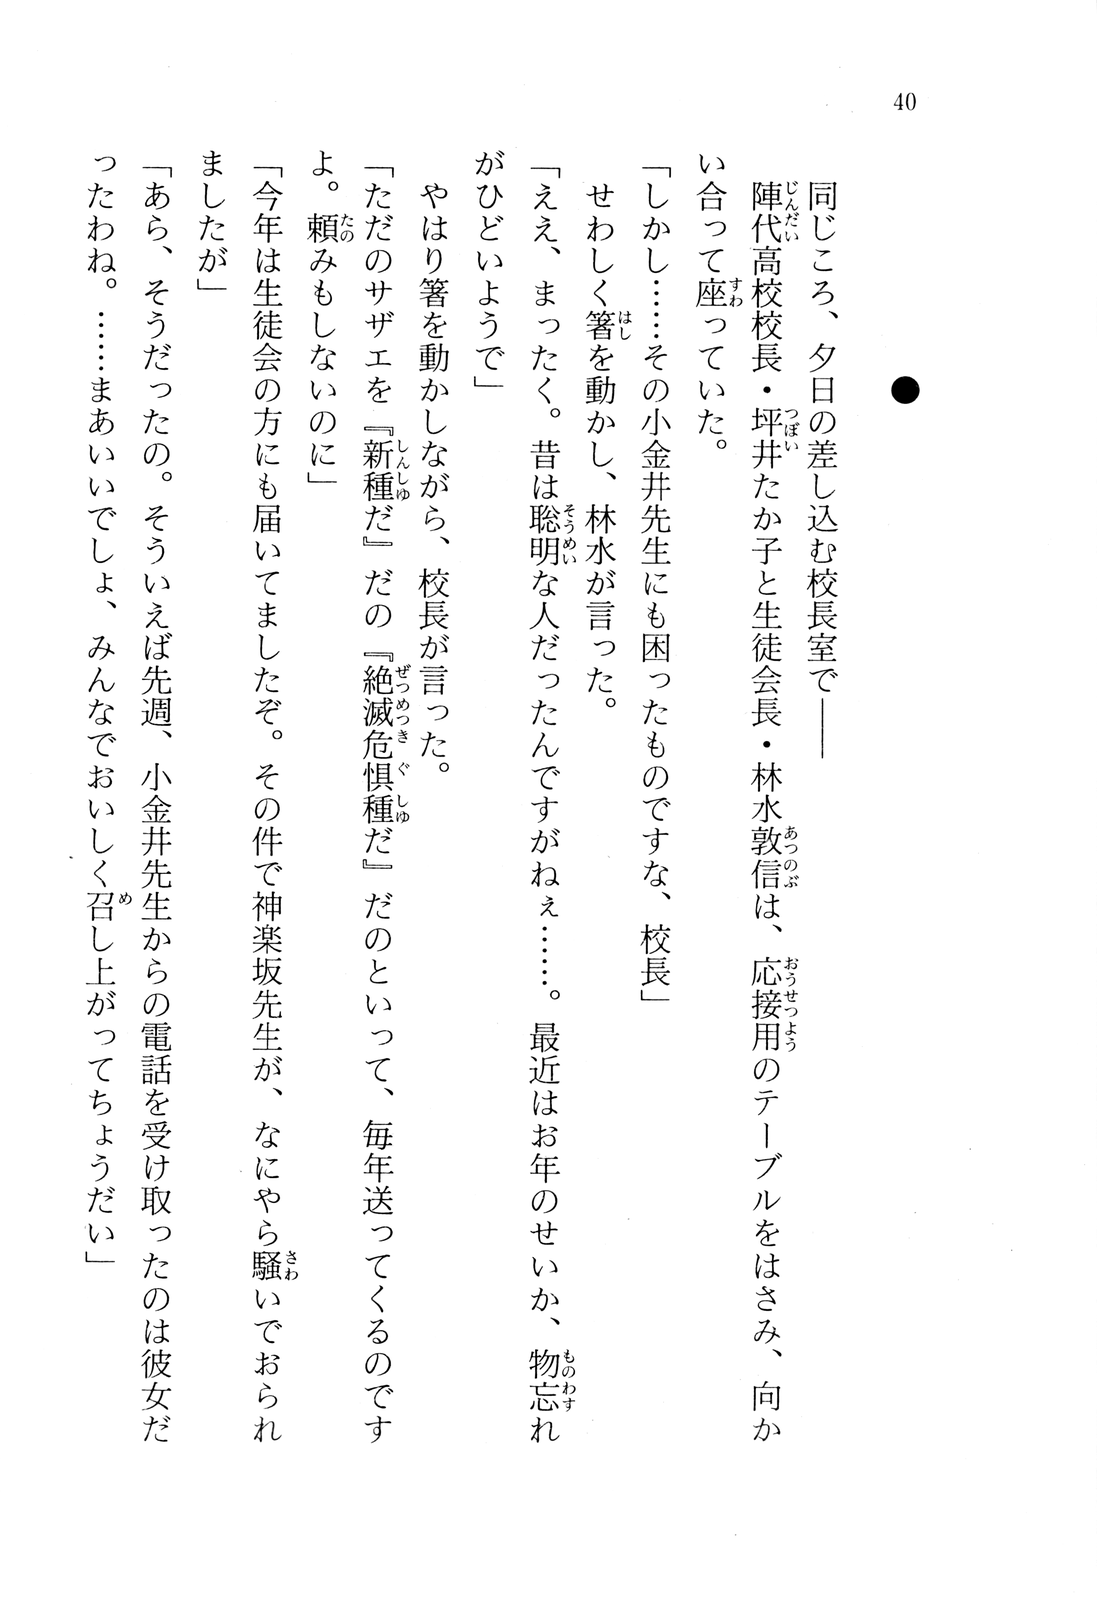 40
●
同じころ、夕日の差し込む校長室で――
陣代高校校長・坪井たか子と生徒会長・林水敦信は、応接用のテーブルをはさみ、向か
い合って座っていた。
「しかし……その小金井先生にも困ったものですな、校長」
せわしく箸を動かし、林水が言った。
「ええ、まったく。昔は聡明な人だったんですがねぇ……。最近はお年のせいか、物忘れ
がひどいようで」
やはり箸を動かしながら、校長が言った。
「ただのサザエを『新種だ』だの『絶滅危惧種だ』だのといって、毎年送ってくるのです
よ。頼みもしないのに」
「今年は生徒会の方にも届いてましたぞ。その件で神楽坂先生が、なにやら騒いでおられ
ましたが」
「あら、そうだったの。そういえば先週、小金井先生からの電話を受け取ったのは彼女だ
ったわね。……まあいいでしょ、みんなでおいしく召し上がってちょうだい」